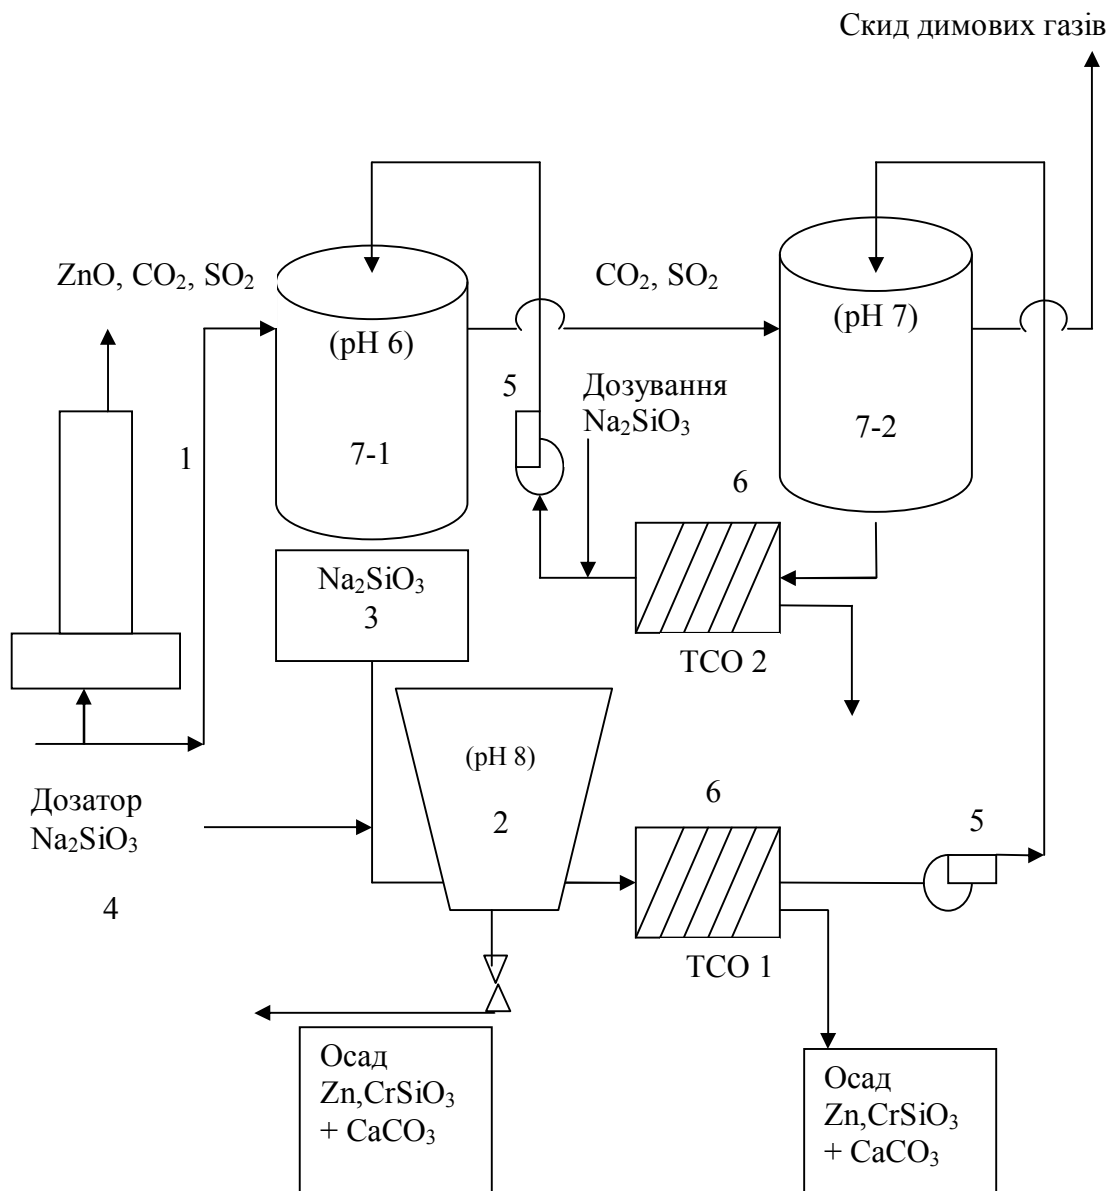 Скид димових газів
ZnO, CO₂, SO₂
CO₂, SO₂
(pH 6)
(pH 7)
5
Дозування
Na₂SiO₃
1
7-1
7-2
6
Na₂SiO₃
3
ТСО 2
(pH 8)
2
Дозатор
Na₂SiO₃
4
6
5
ТСО 1
Осад
Zn,CrSiO₃
+ CaCO₃
Осад
Zn,CrSiO₃
+ CaCO₃